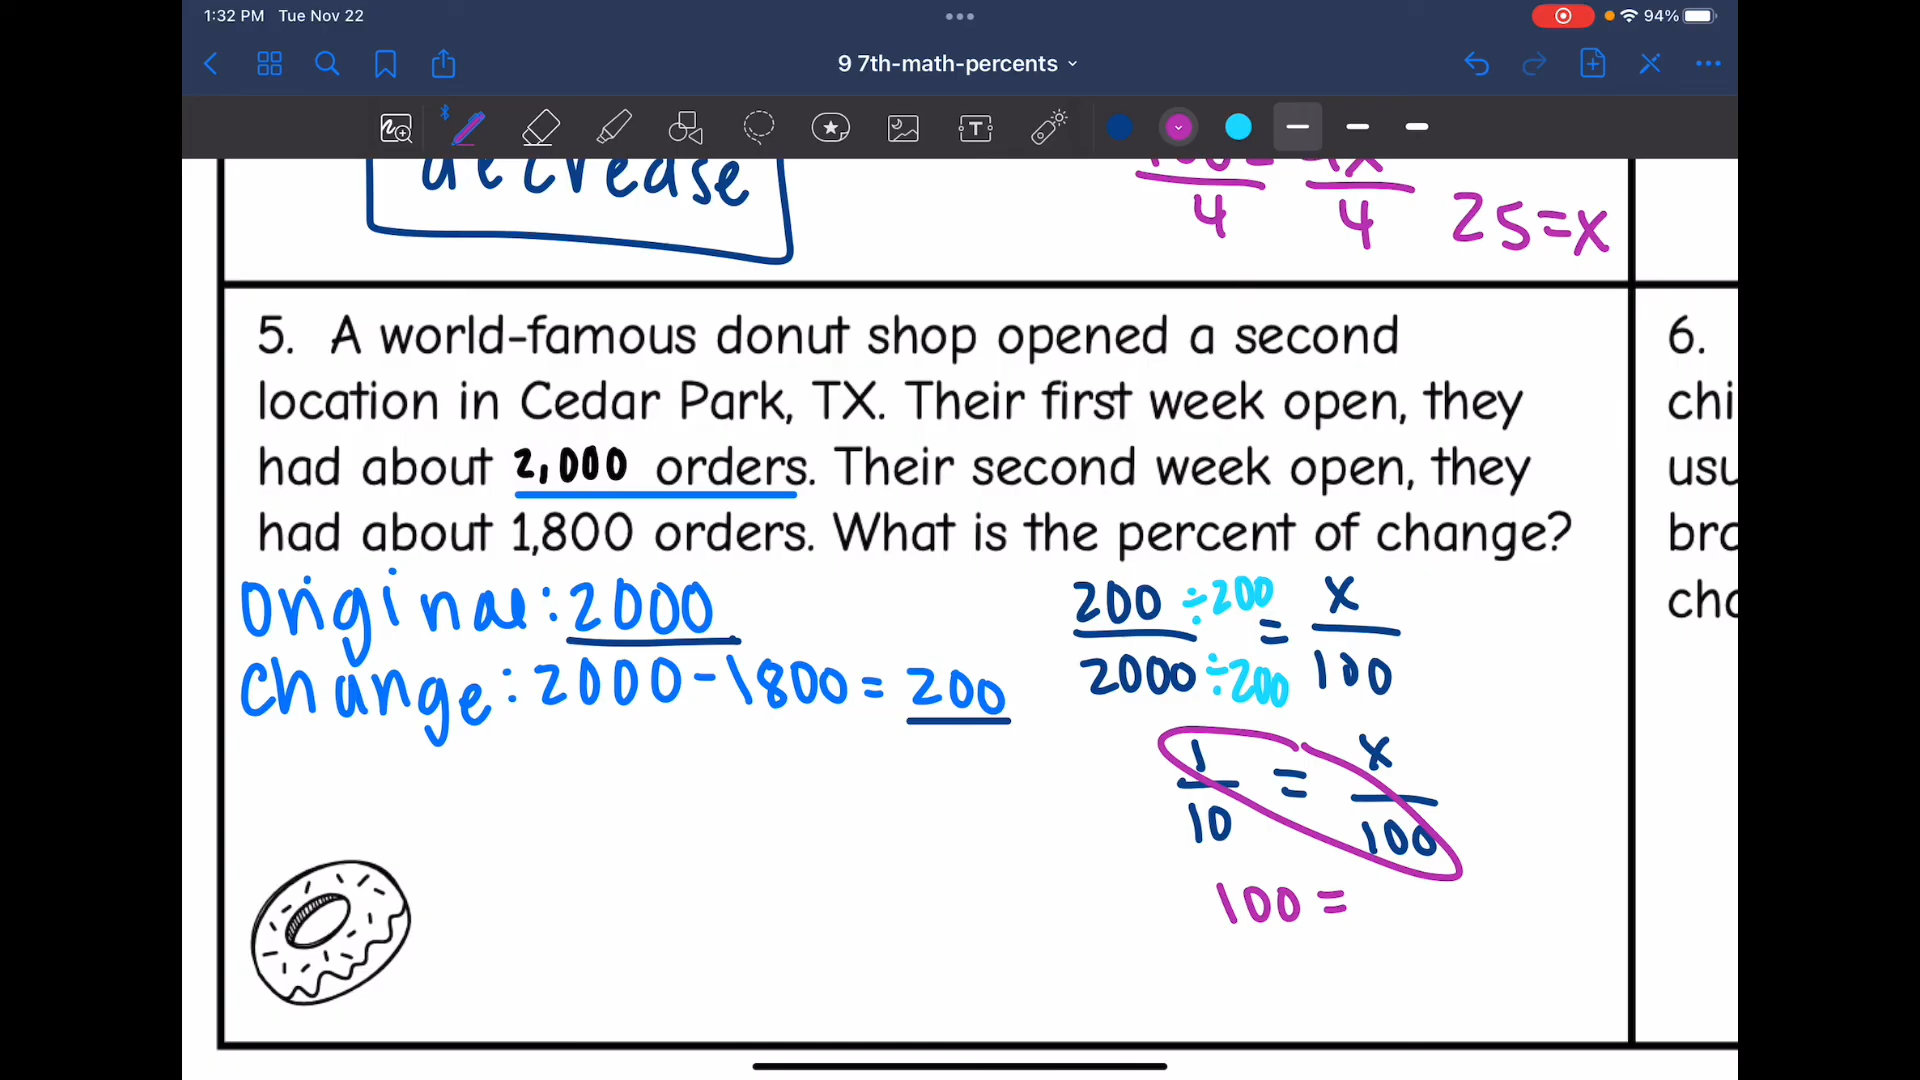 1:32 PM Tue Nov 22
94%
9 7th-math-percents
decrease
4 4 25=x
5. A world-famous donut shop opened a second
location in Cedar Park, TX. Their first week open, they
had about 2,000 orders. Their second week open, they
had about 1,800 orders. What is the percent of change?
Original: 2000
Change: 2000-1800= 200
200 ÷200 = x
2000 ÷200 100
1 = x
10 100
100 =
6.
chi
usu
bro
cho